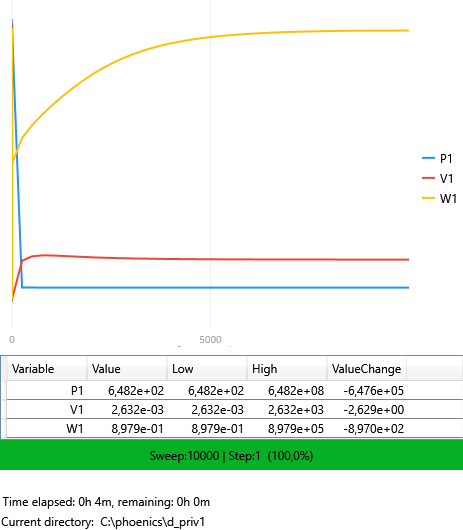 P1
V1
W1
0 5000
Variable Value Low High ValueChange
P1 6,482e+02 6,482e+02 6,482e+08 -6,476e+05
V1 2,632e-03 2,632e-03 2,632e+03 -2,629e+00
W1 8,979e-01 8,979e-01 8,979e+05 -8,970e+02
Sweep:10000 | Step:1 (100,0%)
Time elapsed: 0h 4m, remaining: 0h 0m
Current directory: C:\phoenics\d_priv1